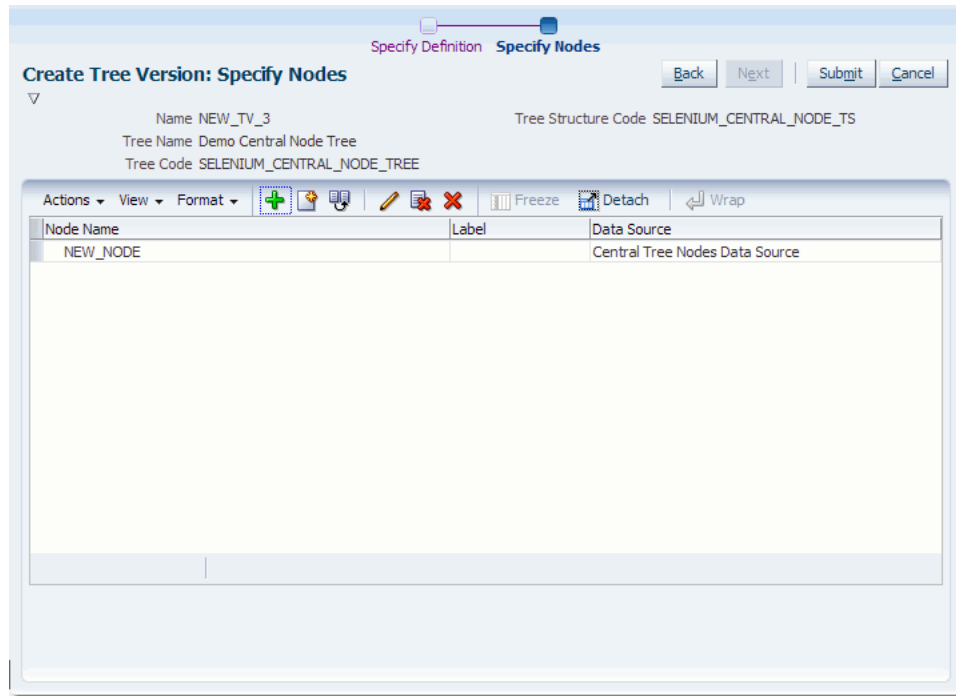 Specify Definition Specify Nodes
Create Tree Version: Specify Nodes
Back Next Submit Cancel
Name NEW_TV_3 Tree Structure Code SELENIUM_CENTRAL_NODE_TS
Tree Name Demo Central Node Tree
Tree Code SELENIUM_CENTRAL_NODE_TREE
Actions View Format Freeze Detach Wrap
Node Name Label Data Source
NEW_NODE Central Tree Nodes Data Source